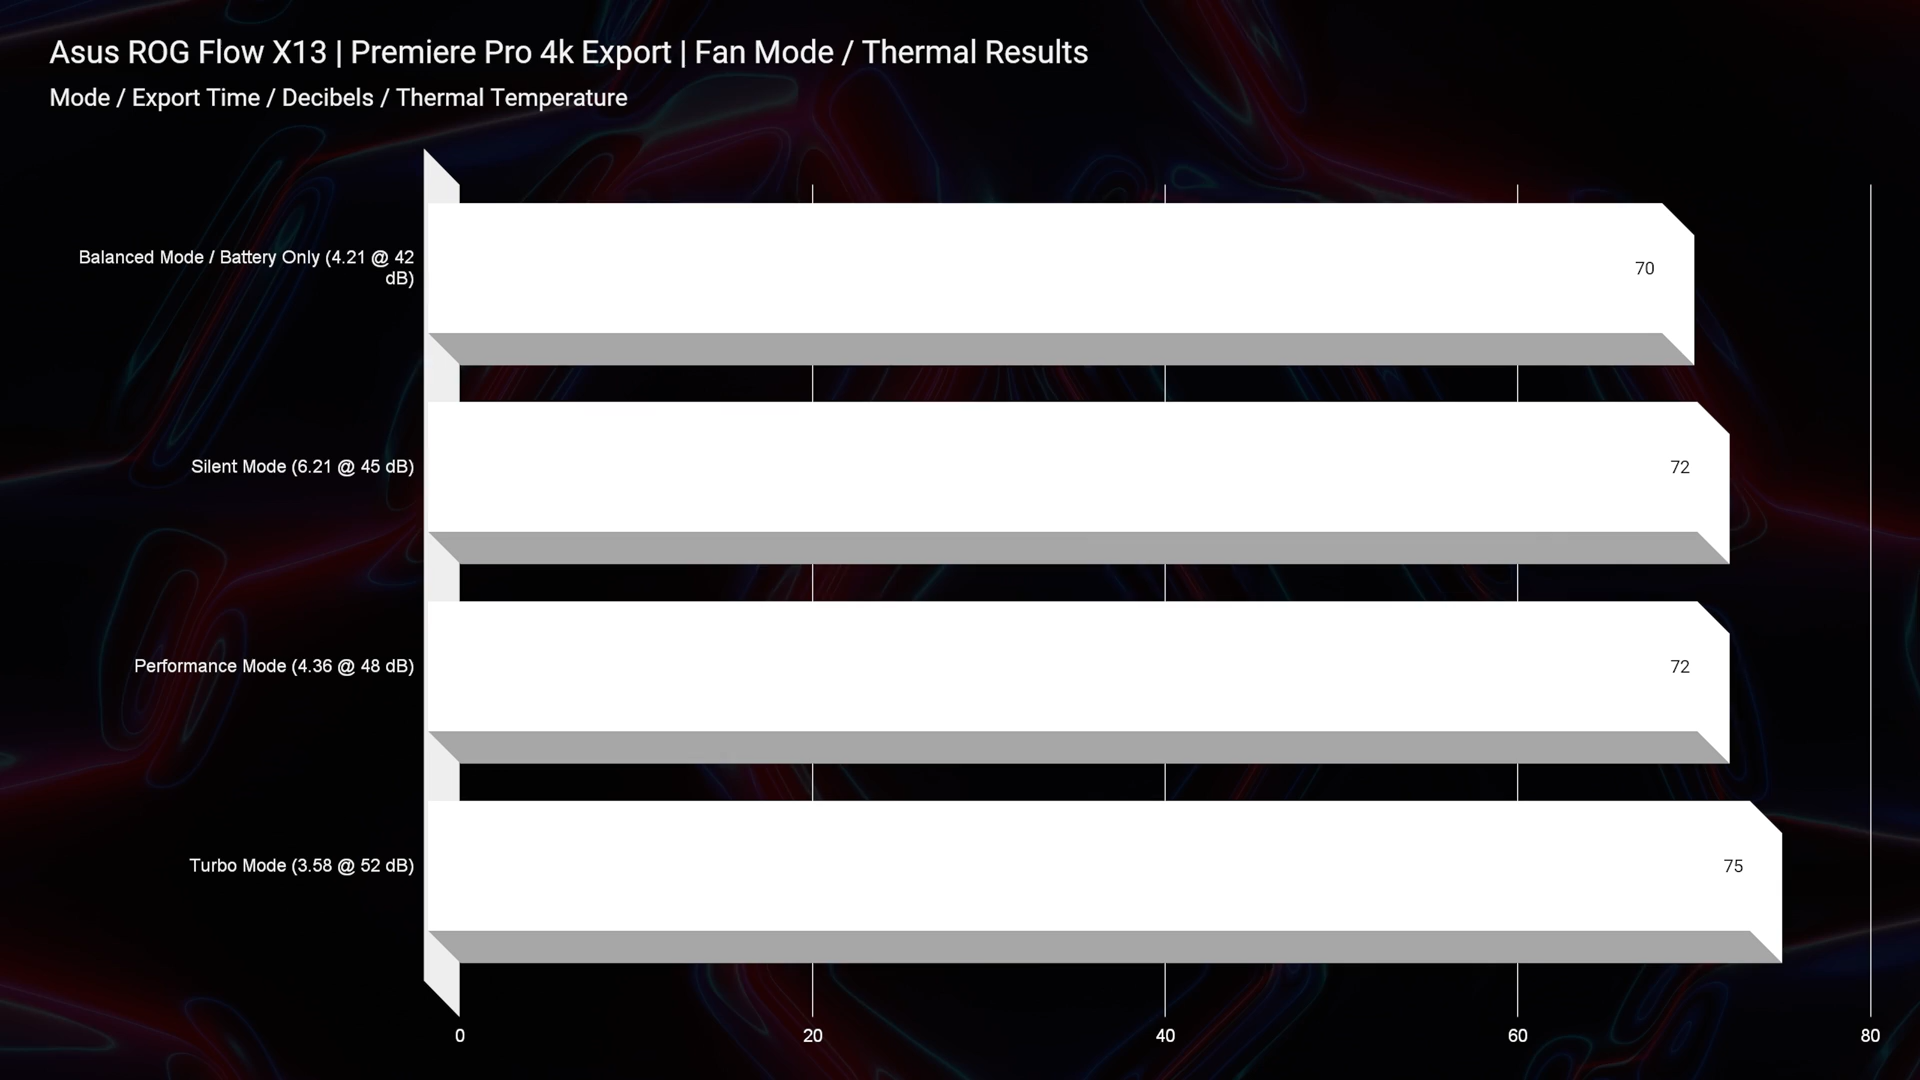 Asus ROG Flow X13 | Premiere Pro 4k Export | Fan Mode / Thermal Results
Mode / Export Time / Decibels / Thermal Temperature
Balanced Mode / Battery Only (4.21 @ 42
dB)
70
Silent Mode (6.21 @ 45 dB)
72
Performance Mode (4.36 @ 48 dB)
72
Turbo Mode (3.58 @ 52 dB)
75
0 20 40 60 80